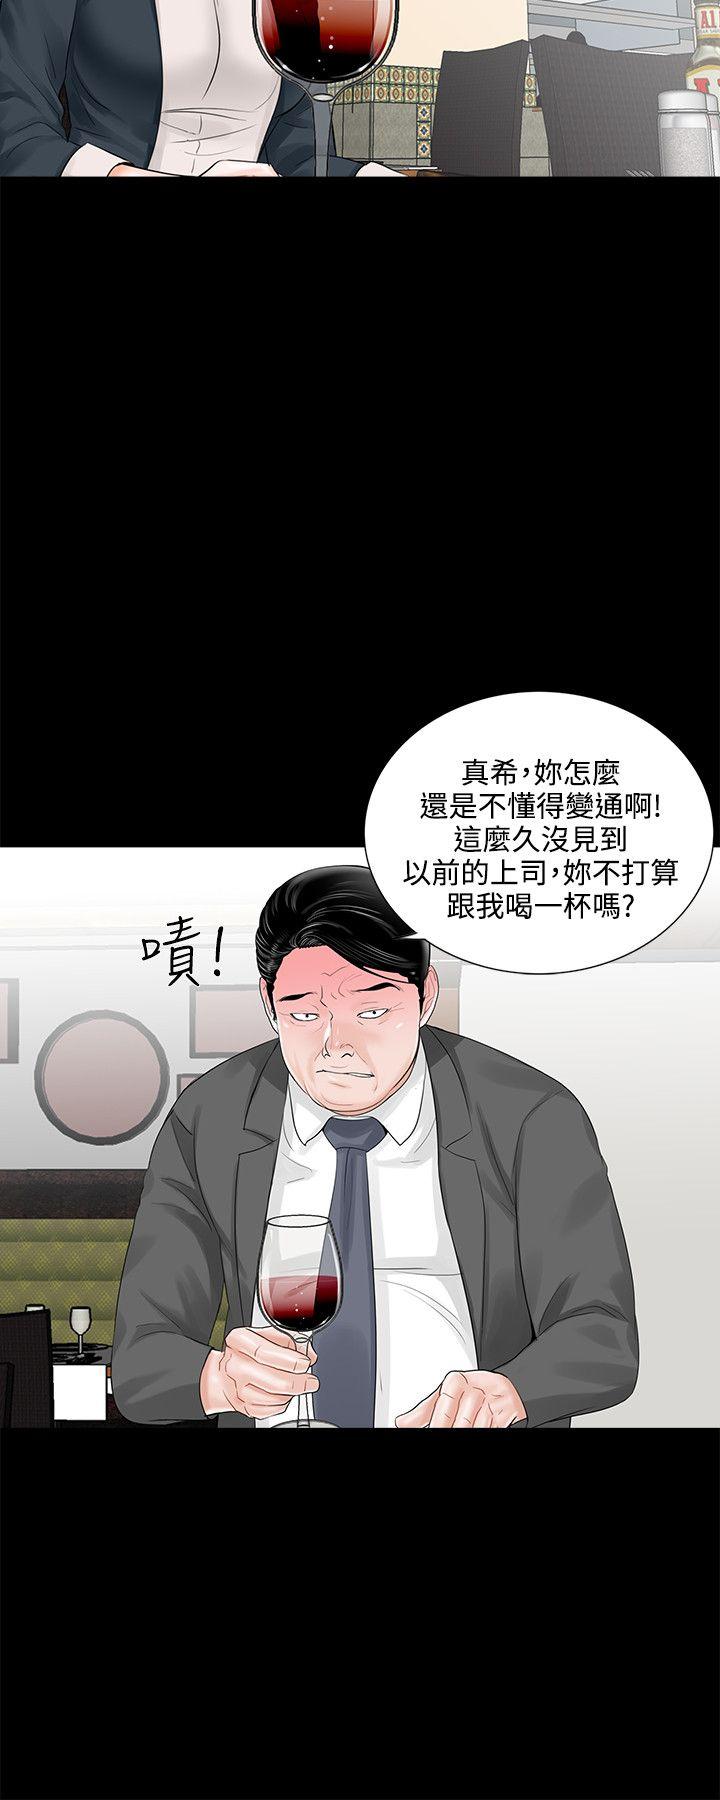 A1
真希，妳怎麼
還是不懂得變通啊!
這麼久沒見到
以前的上司，妳不打算
跟我喝一杯嗎?
嘖!